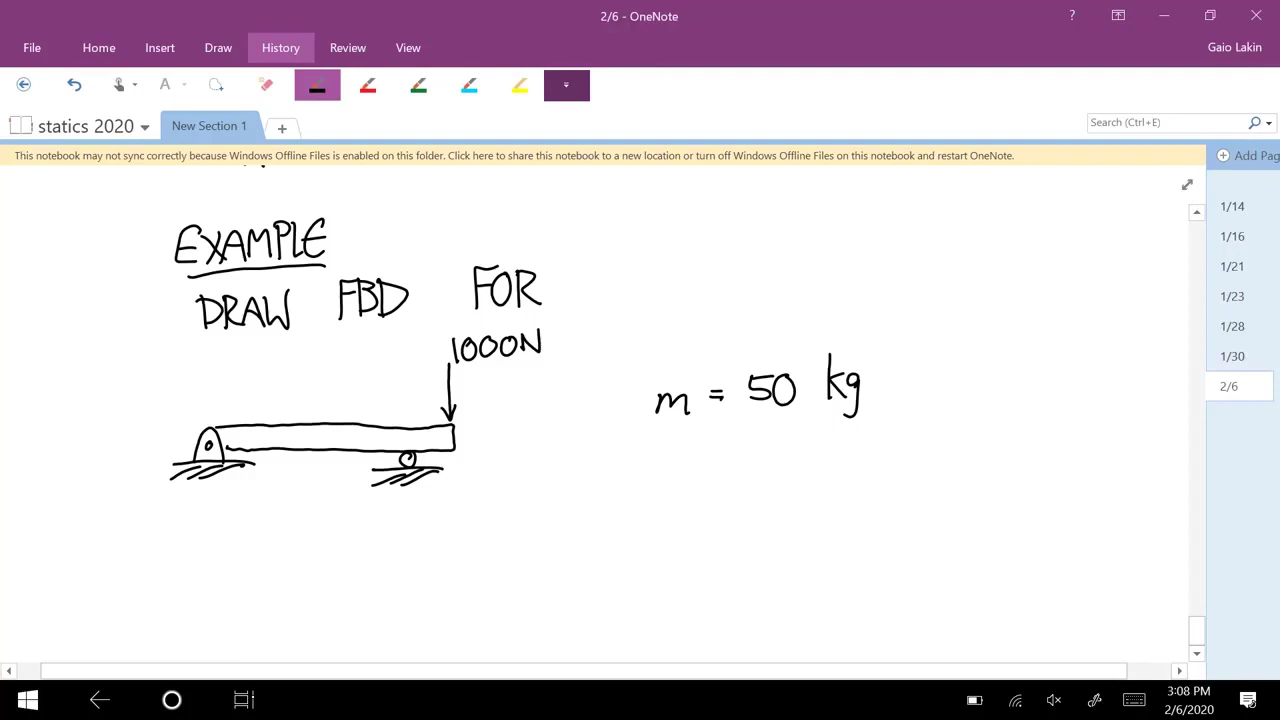 2/6 - OneNote
?
File Home Insert Draw History Review View
Gaio Lakin
A
statics 2020
New Section 1
+
Search (Ctrl+E)
This notebook may not sync correctly because Windows Offline Files is enabled on this folder. Click here to share this notebook to a new location or turn off Windows Offline Files on this notebook and restart OneNote.
Add Pag
1/14
1/16
1/21
1/23
1/28
1/30
2/6
EXAMPLE
DRAW FBD FOR
1000N
m = 50 kg
3:08 PM
2/6/2020